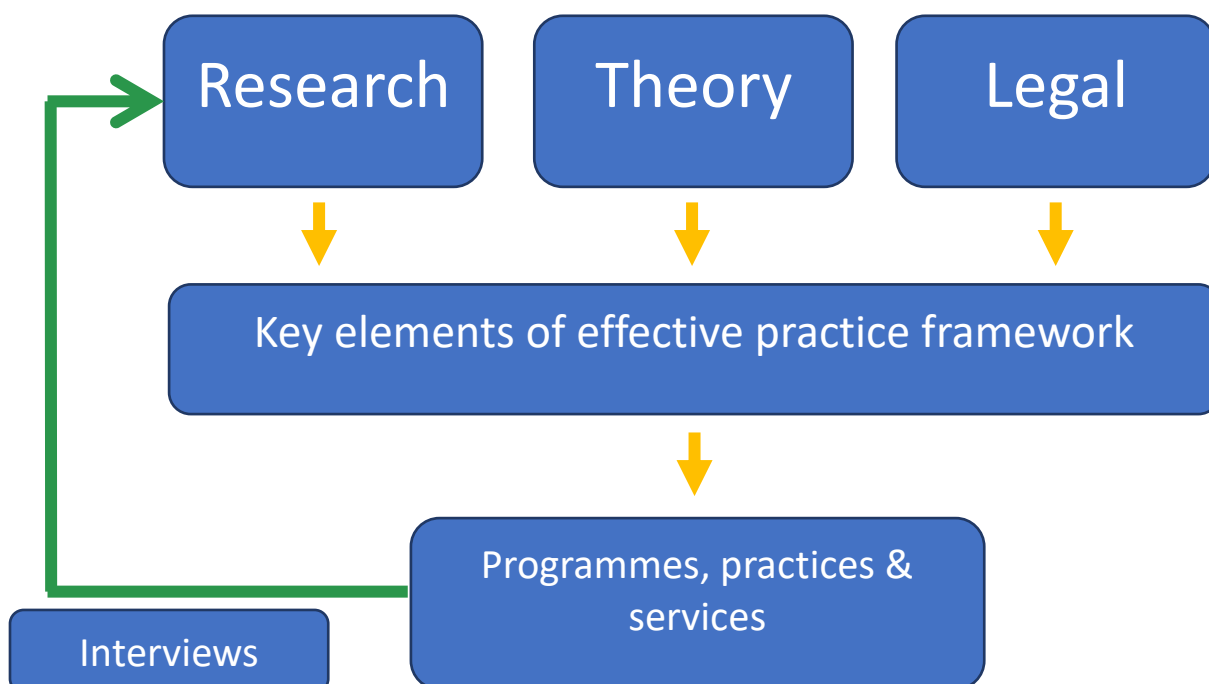 Research
Theory
Legal
Key elements of effective practice framework
Programmes, practices &
services
Interviews